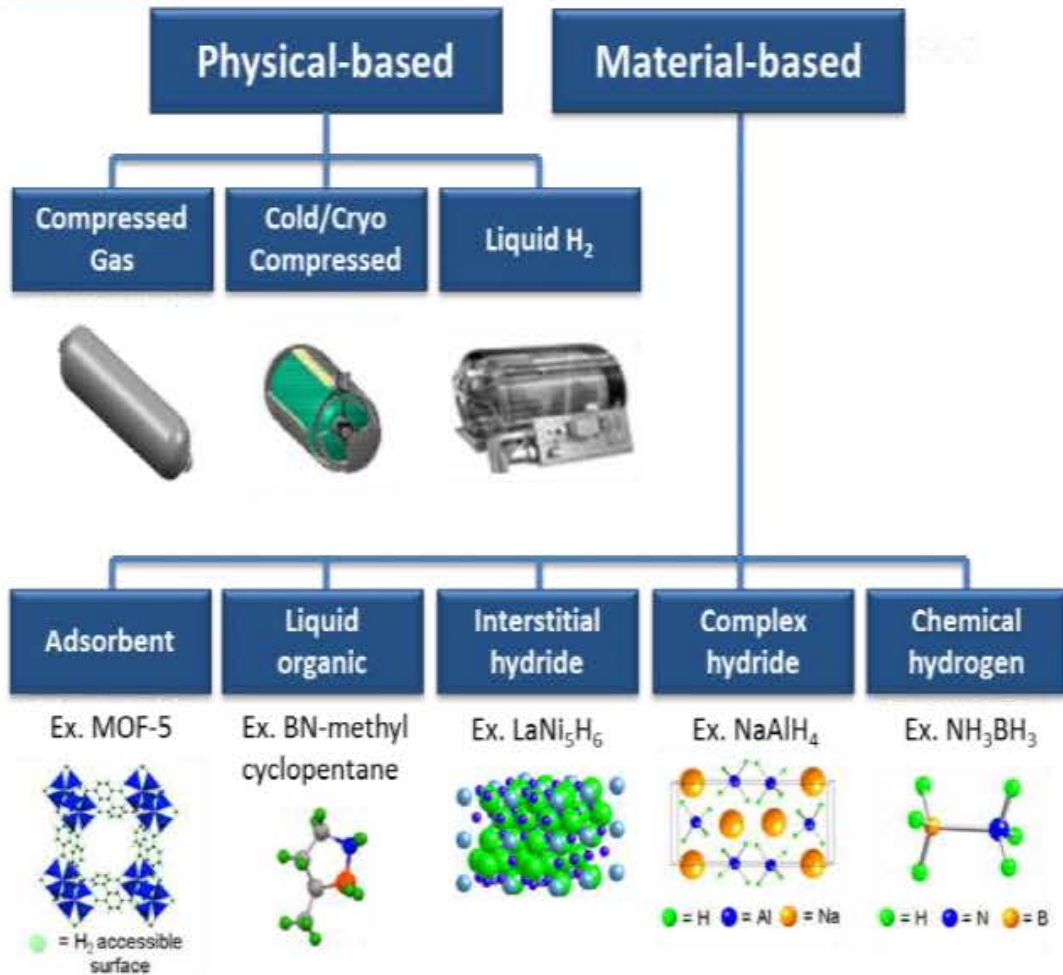 Physical-based
Material-based
Compressed
Gas
Cold/Cryo
Compressed
Liquid H₂
Adsorbent
Liquid
organic
Interstitial
hydride
Complex
hydride
Chemical
hydrogen
Ex. MOF-5
Ex. BN-methyl
cyclopentane
Ex. LaNi₅H₆
Ex. NaAlH₄
Ex. NH₃BH₃
= H₂ accessible
surface
= H = Al = Na
= H = N = B